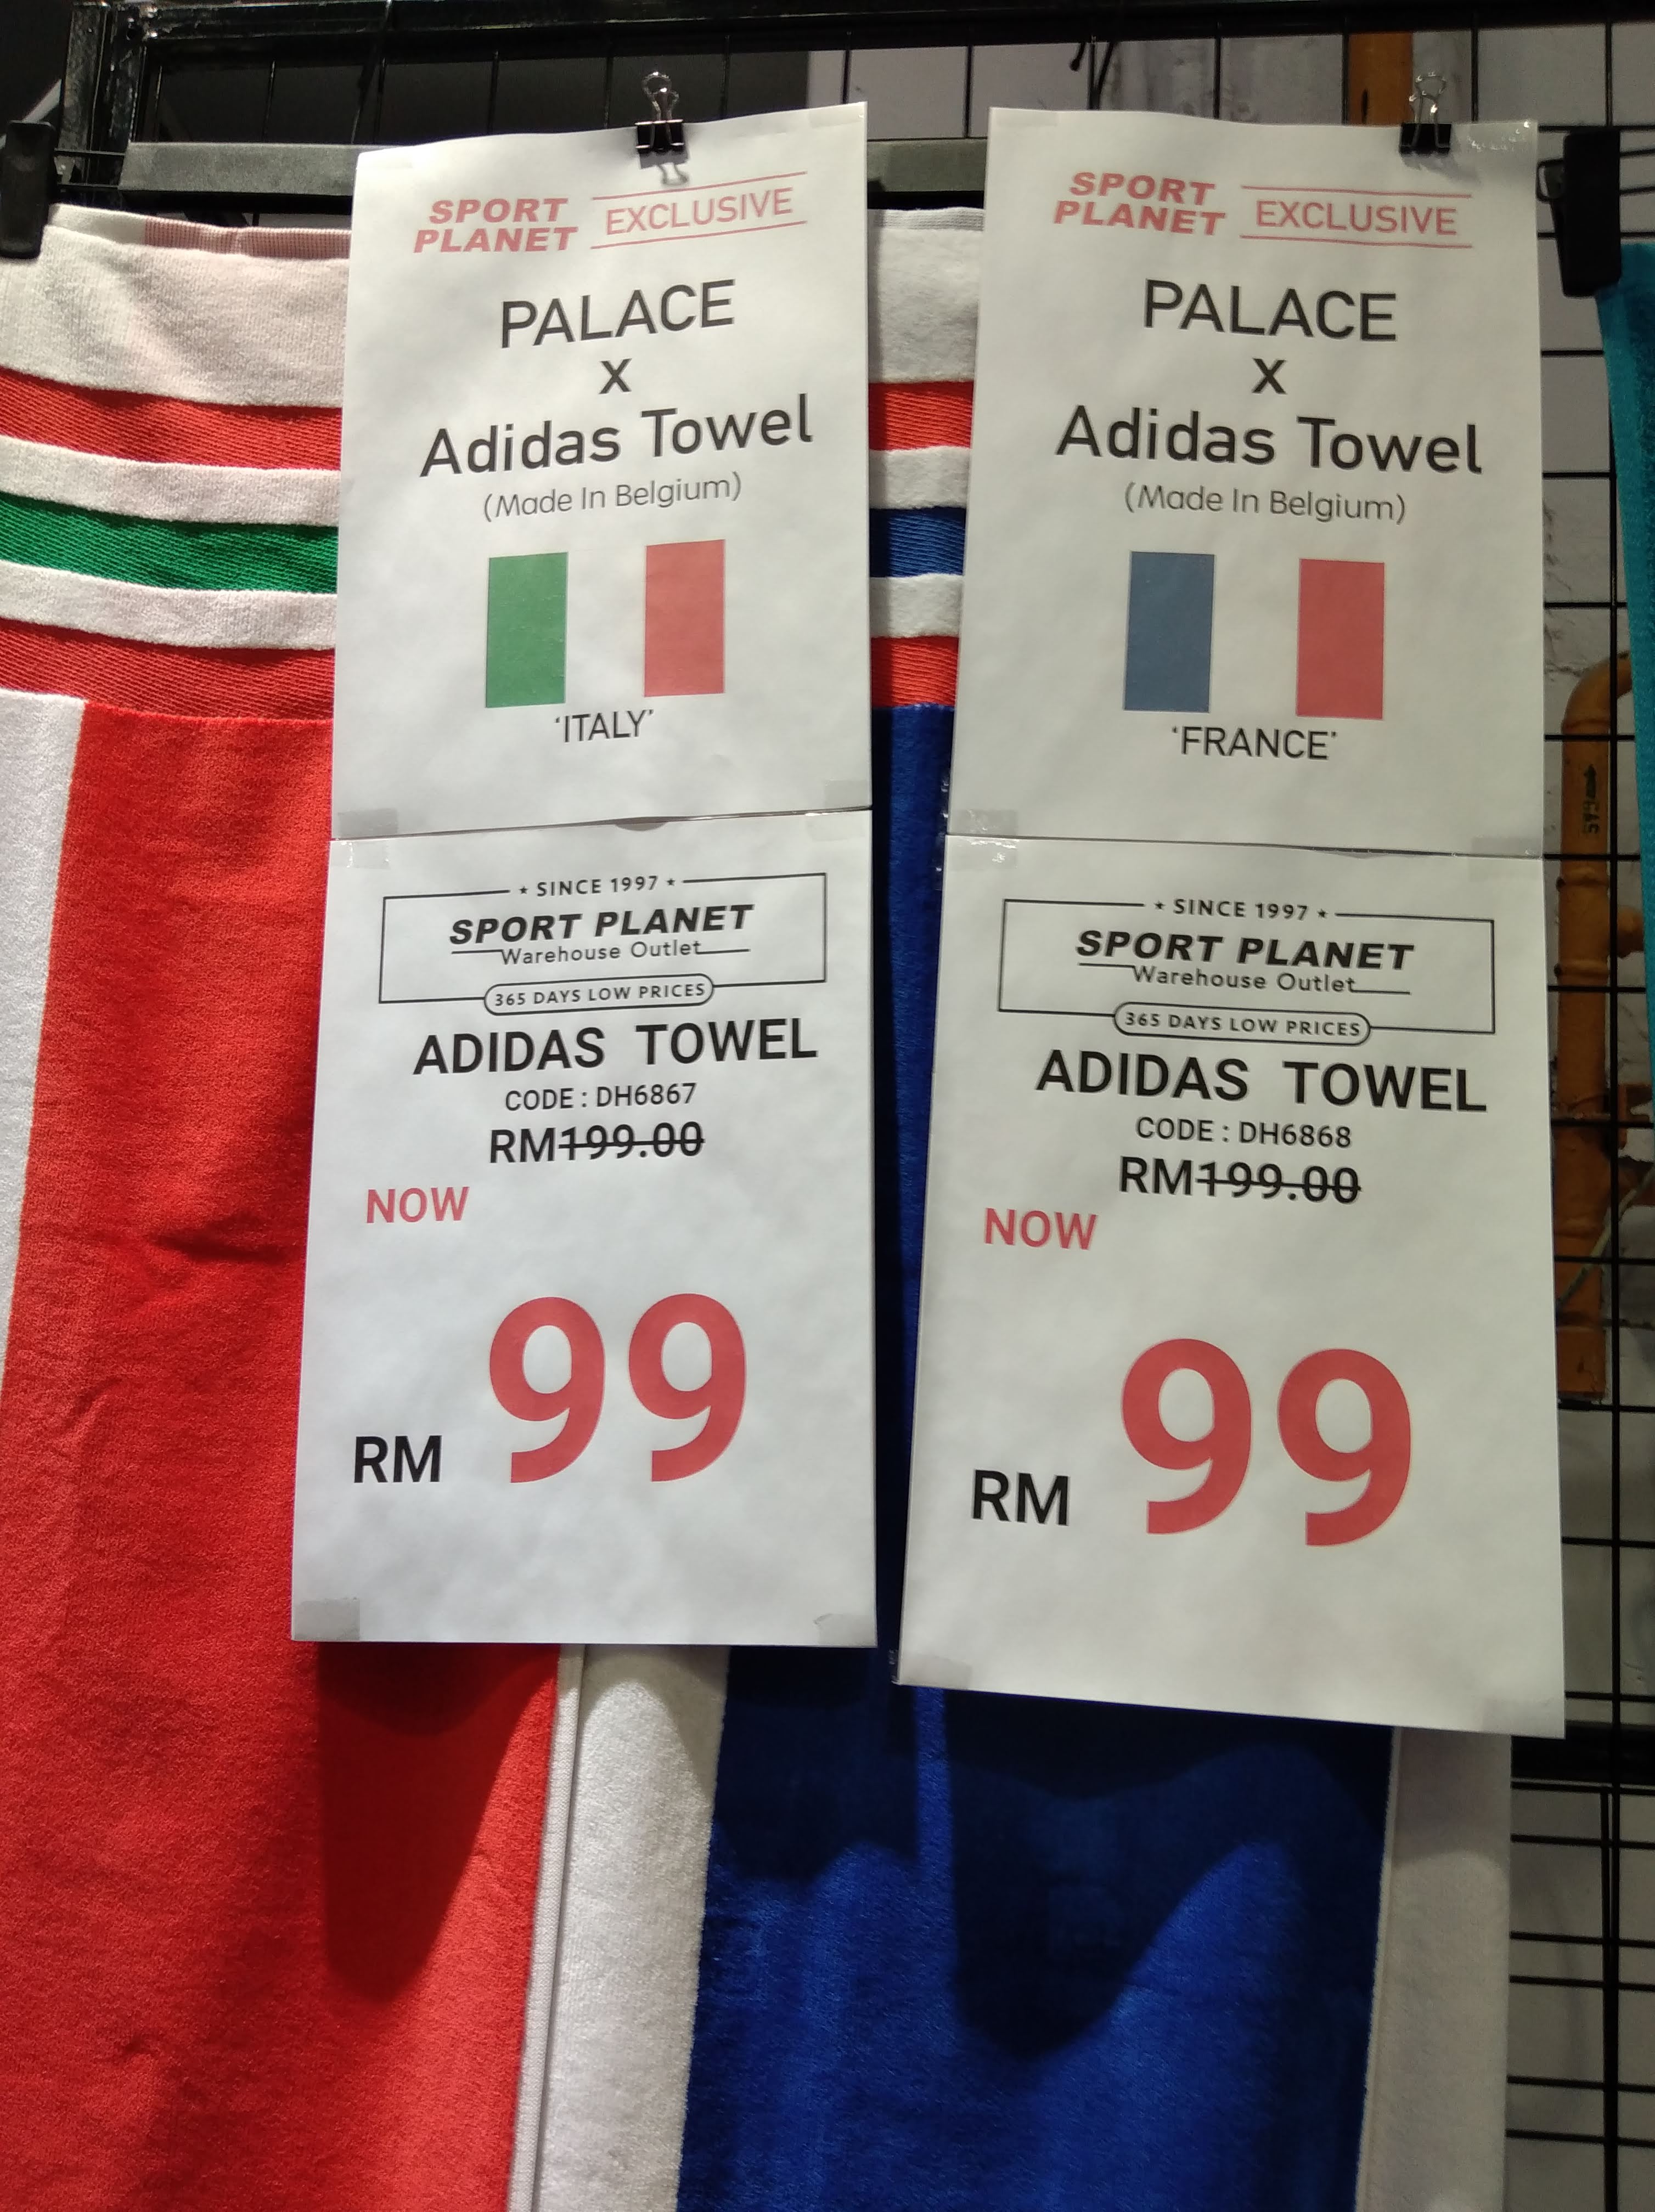 SPORT
PLANET
EXCLUSIVE
PALACE
X
Adidas Towel
(Made In Belgium)
'ITALY'
★ SINCE 1997 ★
SPORT PLANET
Warehouse Outlet
365 DAYS LOW PRICES
ADIDAS TOWEL
CODE : DH6867
RM199.00
NOW
RM 99
SPORT
PLANET
EXCLUSIVE
PALACE
X
Adidas Towel
(Made In Belgium)
'FRANCE'
★ SINCE 1997 ★
SPORT PLANET
Warehouse Outlet
365 DAYS LOW PRICES
ADIDAS TOWEL
CODE : DH6868
RM199.00
NOW
RM 99